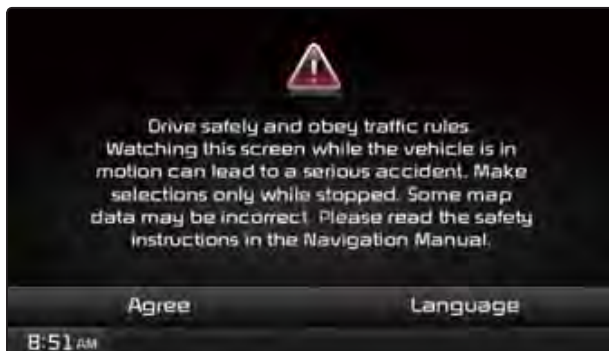 Drive safely and obey traffic rules
Watching this screen while the vehicle is in
motion can lead to a serious accident. Make
selections only while stopped. Some map
data may be incorrect. Please read the safety
instructions in the Navigation Manual.
Agree Language
8:51 AM